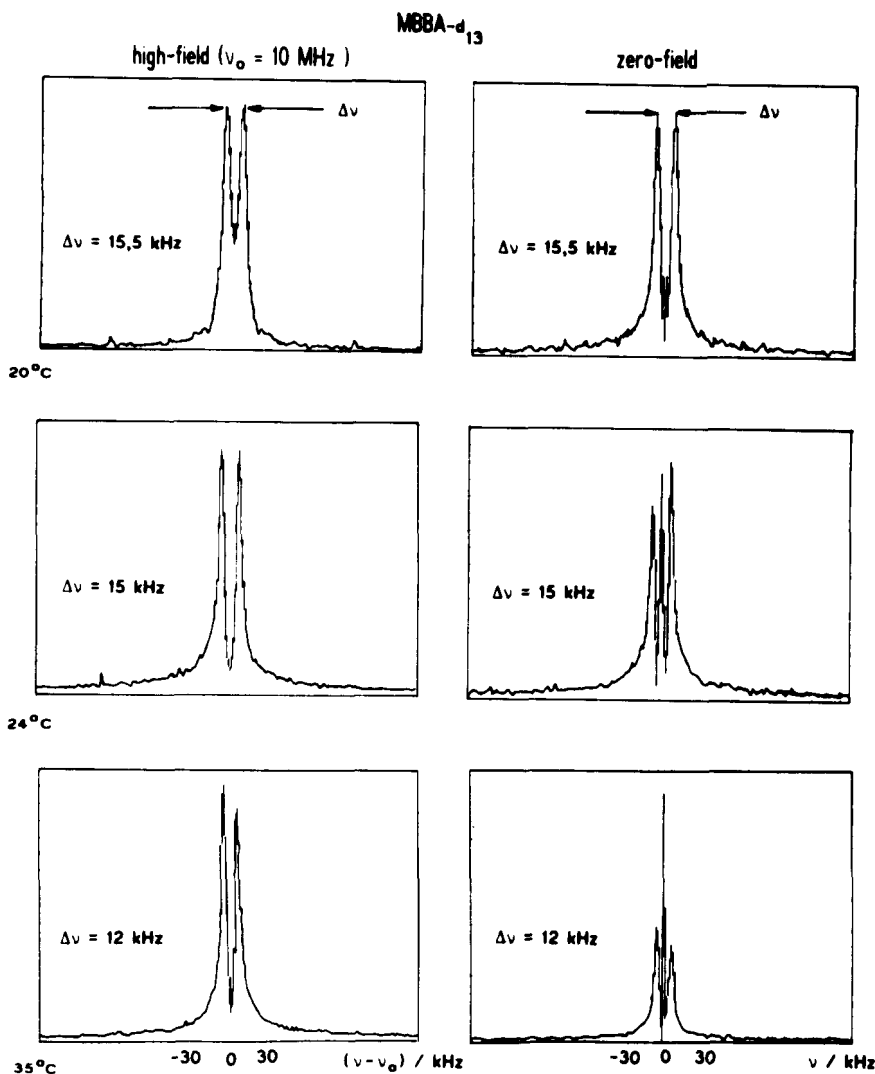 MBBA-d13
high-field (ν₀ = 10 MHz )
zero-field
Δν
Δν
Δν = 15,5 kHz
Δν = 15,5 kHz
20°C
Δν = 15 kHz
Δν = 15 kHz
24°C
Δν = 12 kHz
Δν = 12 kHz
-30 0 30 (ν-ν₀) / kHz
-30 0 30 ν / kHz
35°C